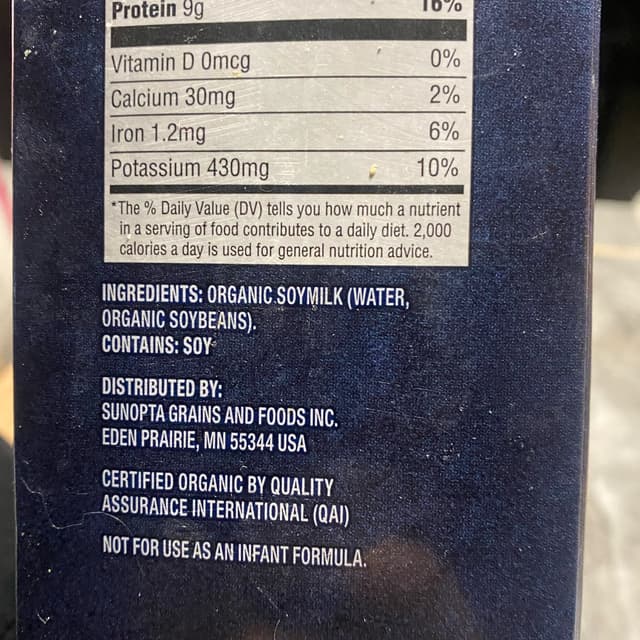 Protein 9g 16%
Vitamin D 0mcg 0%
Calcium 30mg 2%
Iron 1.2mg 6%
Potassium 430mg 10%
*The % Daily Value (DV) tells you how much a nutrient
in a serving of food contributes to a daily diet. 2,000
calories a day is used for general nutrition advice.
INGREDIENTS: ORGANIC SOYMILK (WATER,
ORGANIC SOYBEANS).
CONTAINS: SOY
DISTRIBUTED BY:
SUNOPTA GRAINS AND FOODS INC.
EDEN PRAIRIE, MN 55344 USA
CERTIFIED ORGANIC BY QUALITY
ASSURANCE INTERNATIONAL (QAI)
NOT FOR USE AS AN INFANT FORMULA.